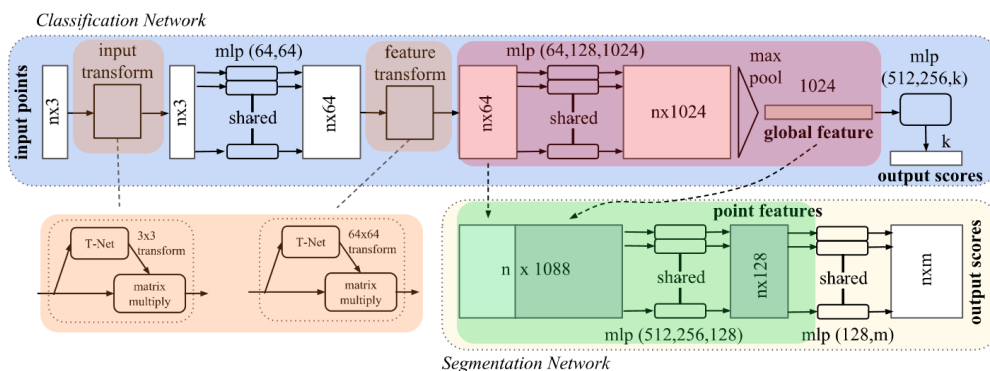 Classification Network
input points
nx3
input
transform
nx3
mlp (64,64)
shared
nx64
feature
transform
nx64
mlp (64,128,1024)
shared
nx1024
max
pool
1024
global feature
mlp
(512,256,k)
k
output scores
T-Net
3x3
transform
matrix
multiply
T-Net
64x64
transform
matrix
multiply
point features
n x 1088
shared
mlp (512,256,128)
nx128
shared
mlp (128,m)
nxm
output scores
Segmentation Network